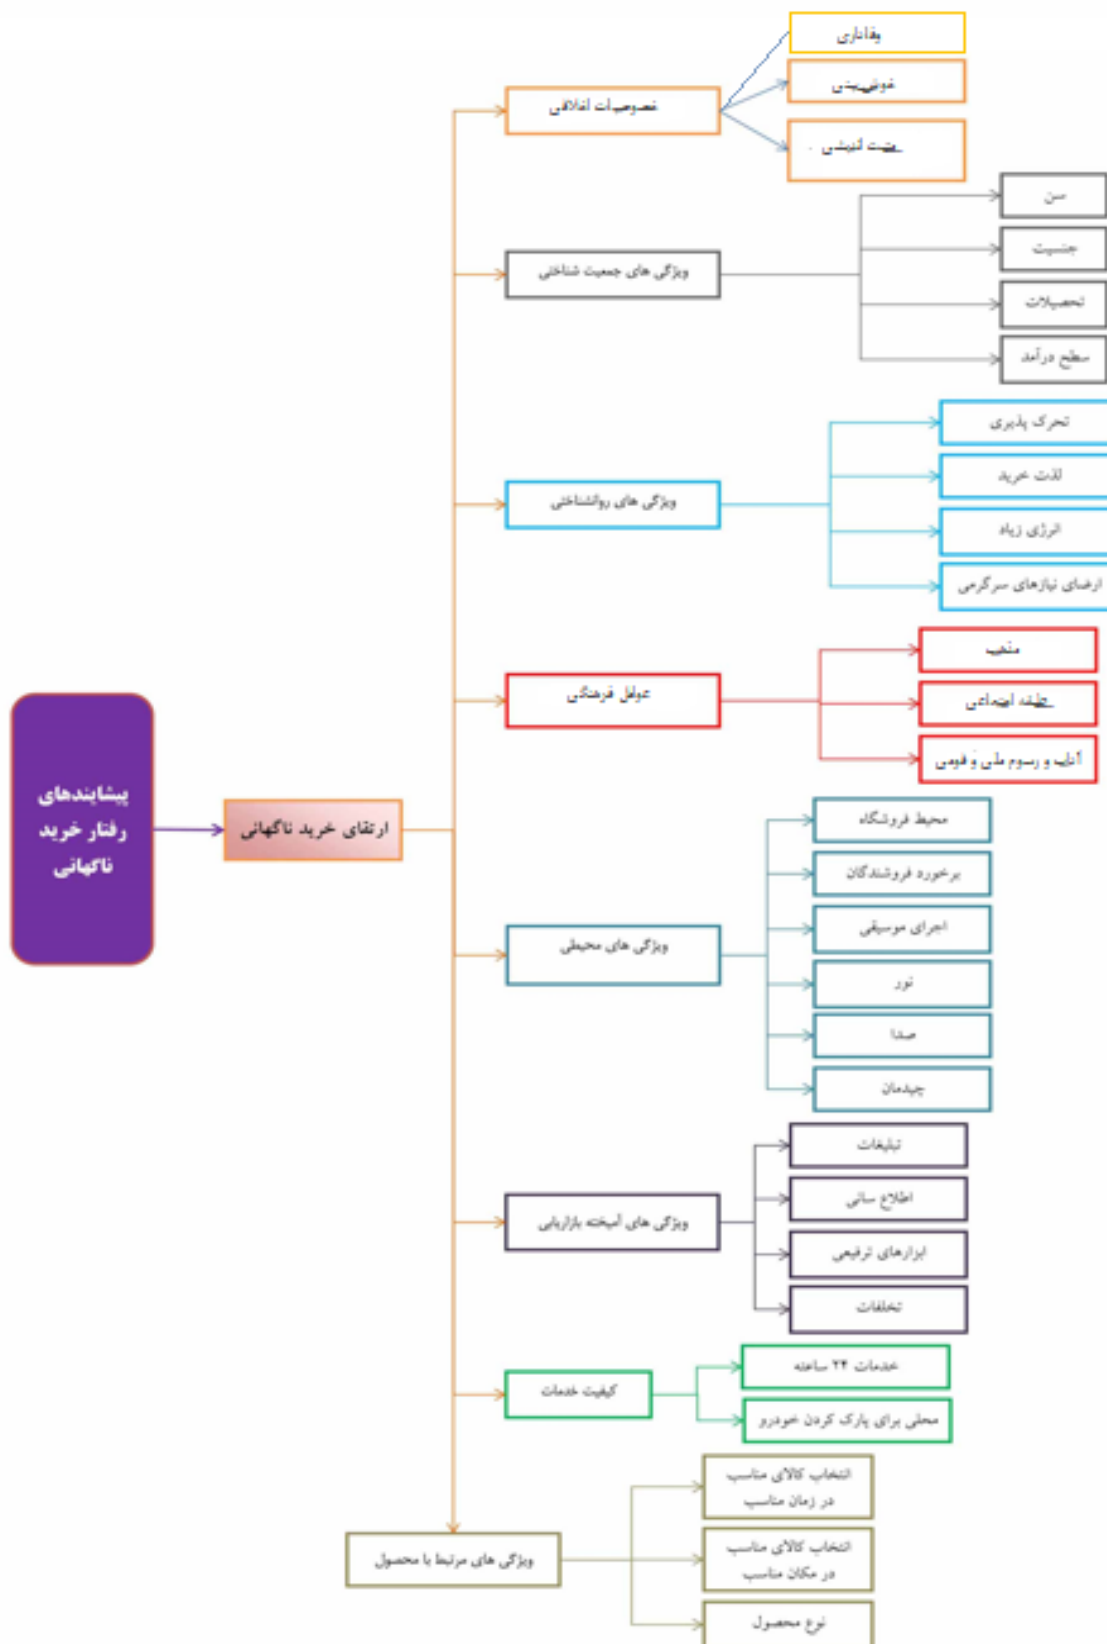 پیشایندهای
رفتار خرید
ناگهانی
ارتقای خرید ناگهانی
خصوصیات اخلاقی
وفاداری
خوش‌بینی
مثبت اندیشی
ویژگی های جمعیت شناختی
سن
جنسیت
تحصیلات
سطح درآمد
ویژگی های روانشناختی
تحرک پذیری
لذت خرید
انرژی زیاد
ارضای نیازهای سرگرمی
عوامل فرهنگی
مذهب
طبقه اجتماعی
آداب و رسوم ملی و قومی
ویژگی های محیطی
محیط فروشگاه
برخورد فروشندگان
اجرای موسیقی
نور
صدا
چیدمان
ویژگی های آمیخته بازاریابی
تبلیغات
اطلاع سانی
ابزارهای ترفیعی
تخلفات
کیفیت خدمات
خدمات ۲۴ ساعته
محلی برای پارک کردن خودرو
ویژگی های مرتبط با محصول
انتخاب کالای مناسب
در زمان مناسب
انتخاب کالای مناسب
در مکان مناسب
نوع محصول